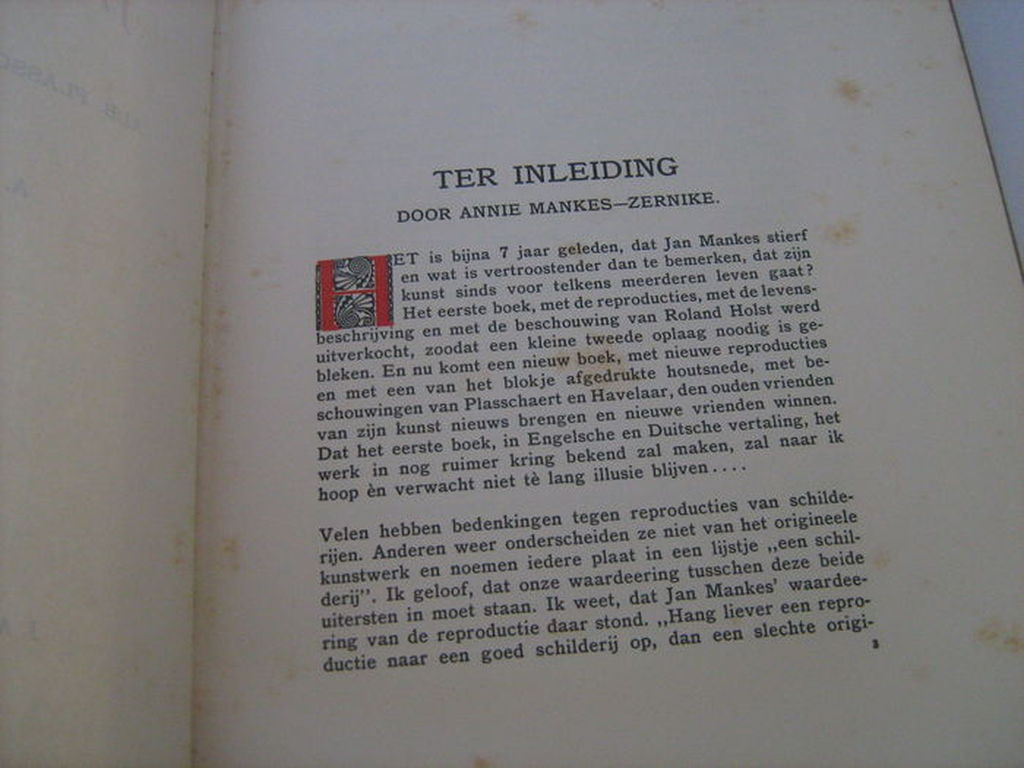 TER INLEIDING
DOOR ANNIE MANKES—ZERNIKE.
HET is bijna 7 jaar geleden, dat Jan Mankes stierf
en wat is vertroostender dan te bemerken, dat zijn
kunst sinds voor telkens meerderen leven gaat?
Het eerste boek, met de reproducties, met de levens-
beschrijving en met de beschouwing van Roland Holst werd
uitverkocht, zoodat een kleine tweede oplaag noodig is ge-
bleken. En nu komt een nieuw boek, met nieuwe reproducties
en met een van het blokje afgedrukte houtsnede, met be-
schouwingen van Plasschaert en Havelaar, den ouden vrienden
van zijn kunst nieuws brengen en nieuwe vrienden winnen.
Dat het eerste boek, in Engelsche en Duitsche vertaling, het
werk in nog ruimer kring bekend zal maken, zal naar ik
hoop èn verwacht niet tè lang illusie blijven....
Velen hebben bedenkingen tegen reproducties van schilde-
rijen. Anderen weer onderscheiden ze niet van het origineele
kunstwerk en noemen iedere plaat in een lijstje „een schil-
derij”. Ik geloof, dat onze waardeering tusschen deze beide
uitersten in moet staan. Ik weet, dat Jan Mankes' waardee-
ring van de reproductie daar stond. „Hang liever een repro-
ductie naar een goed schilderij op, dan een slechte origi-
3